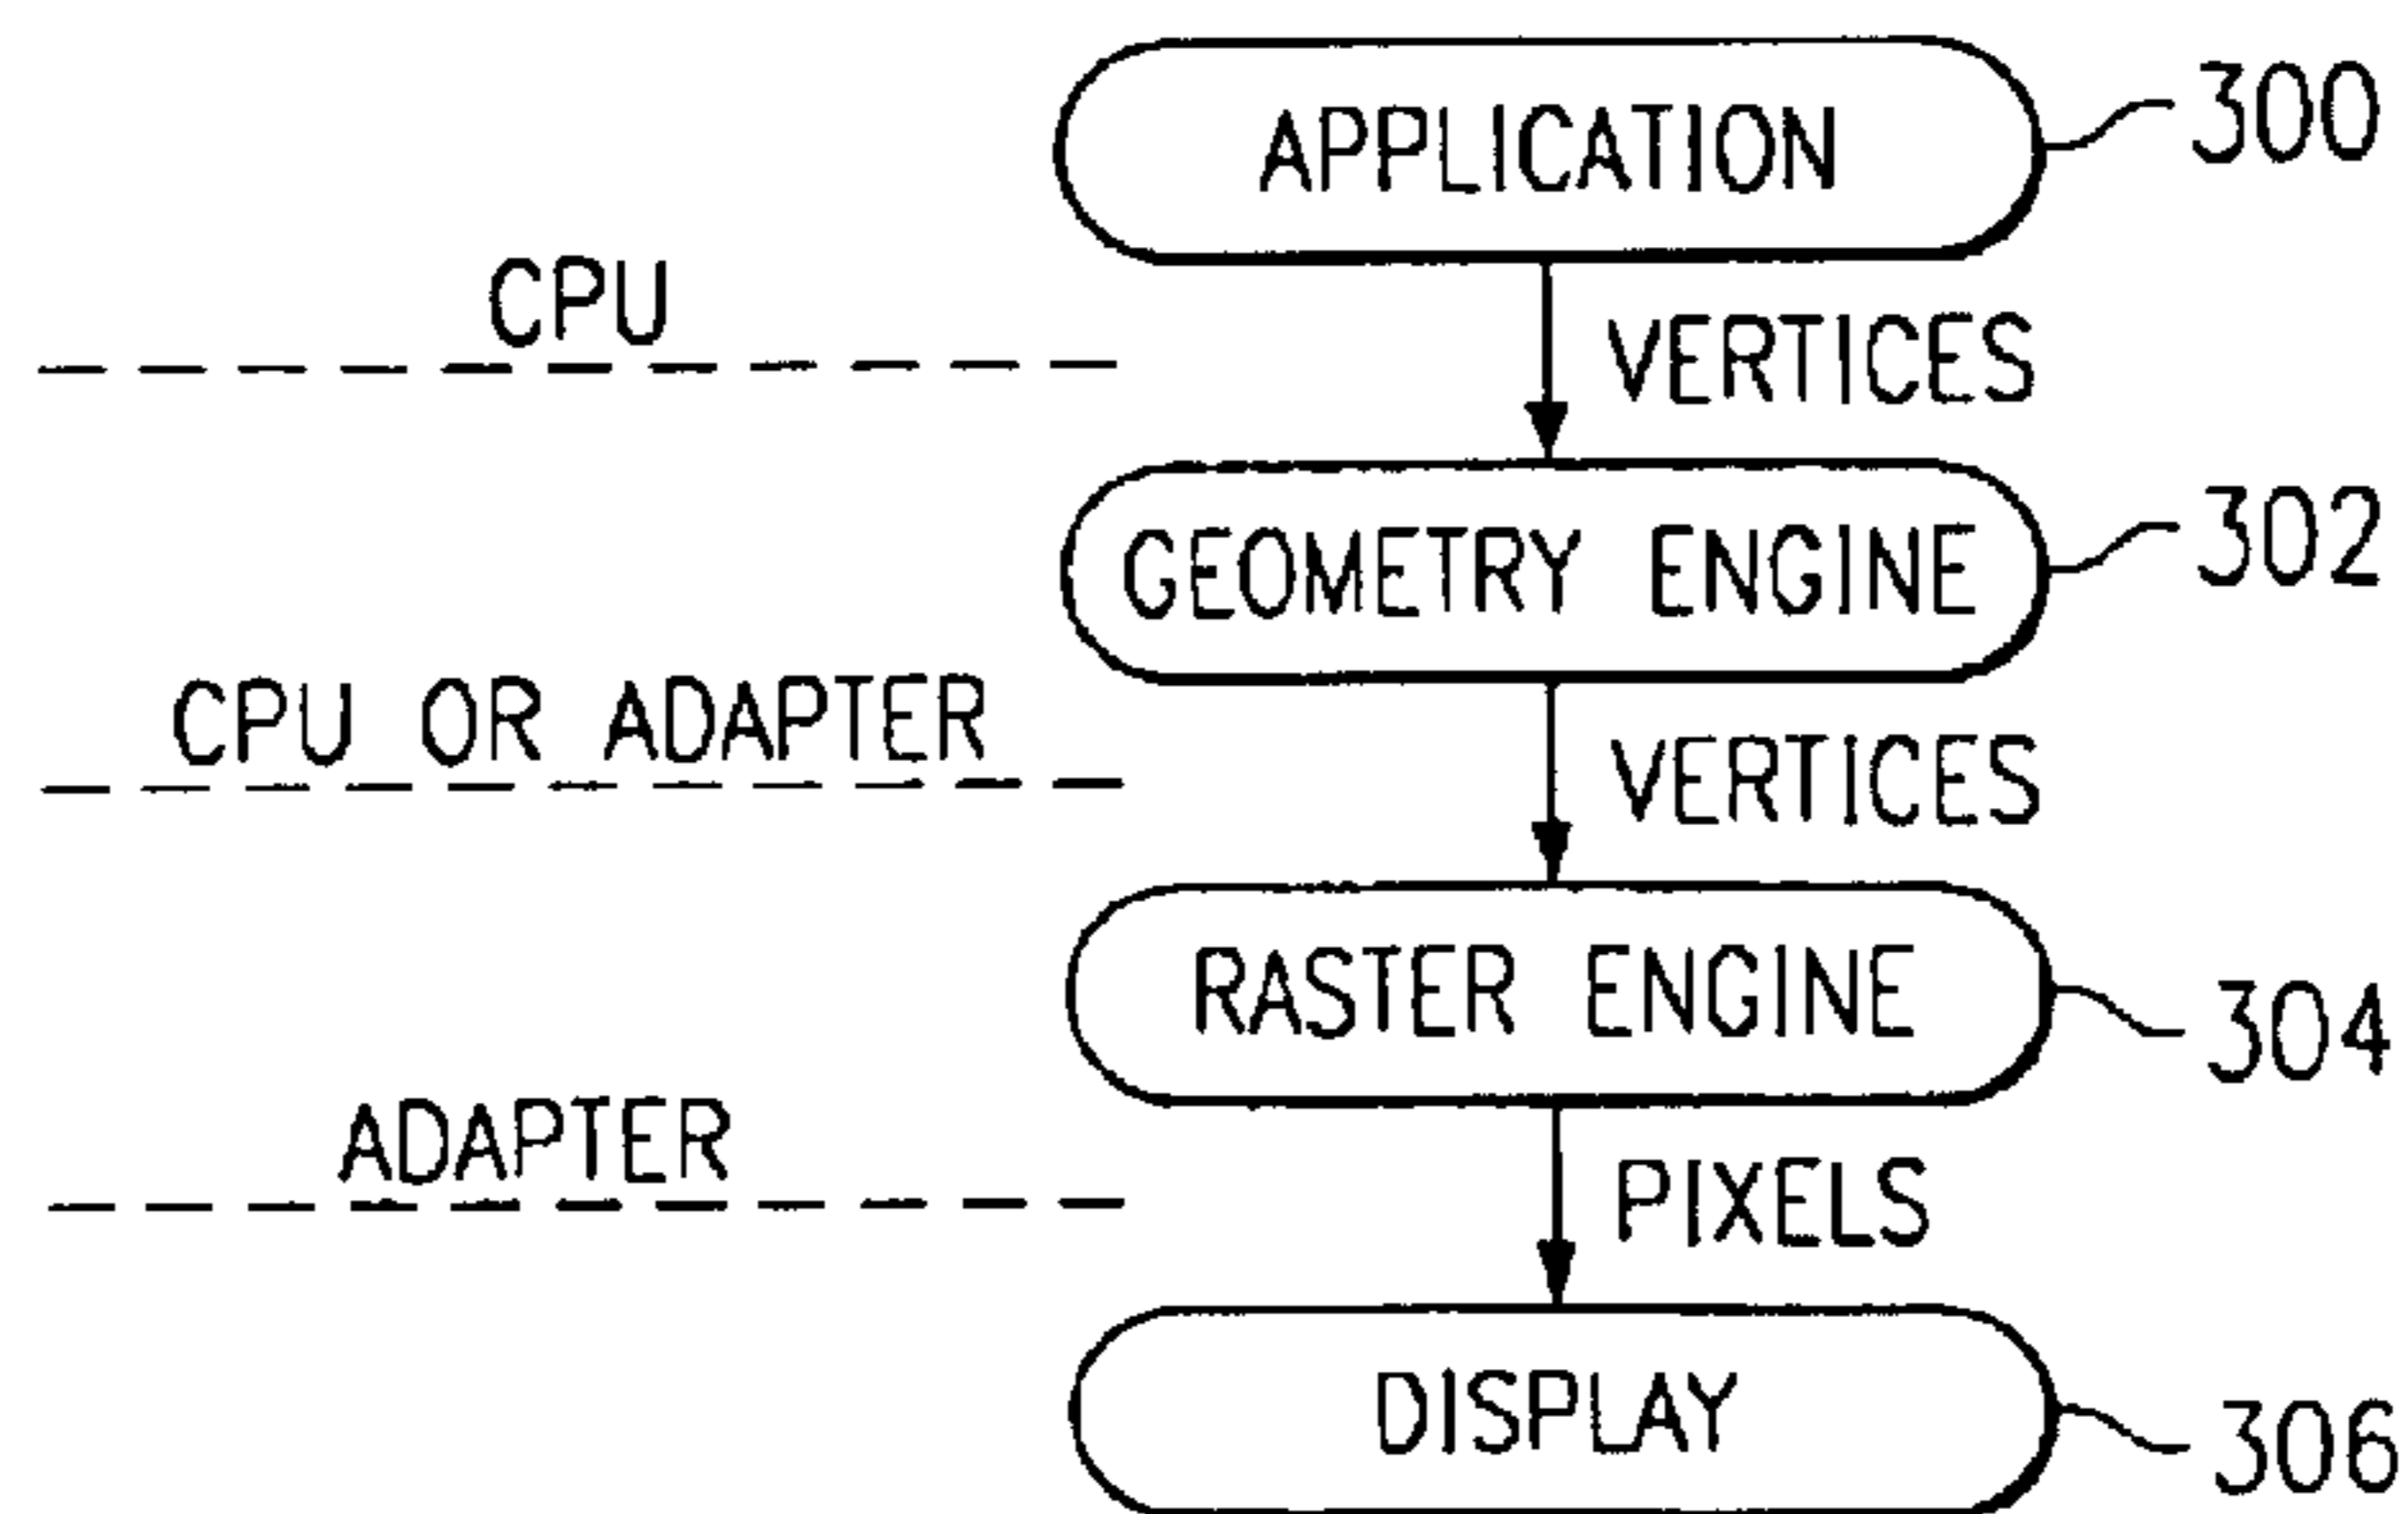 APPLICATION
300
CPU
VERTICES
GEOMETRY ENGINE
302
CPU OR ADAPTER
VERTICES
RASTER ENGINE
304
ADAPTER
PIXELS
DISPLAY
306